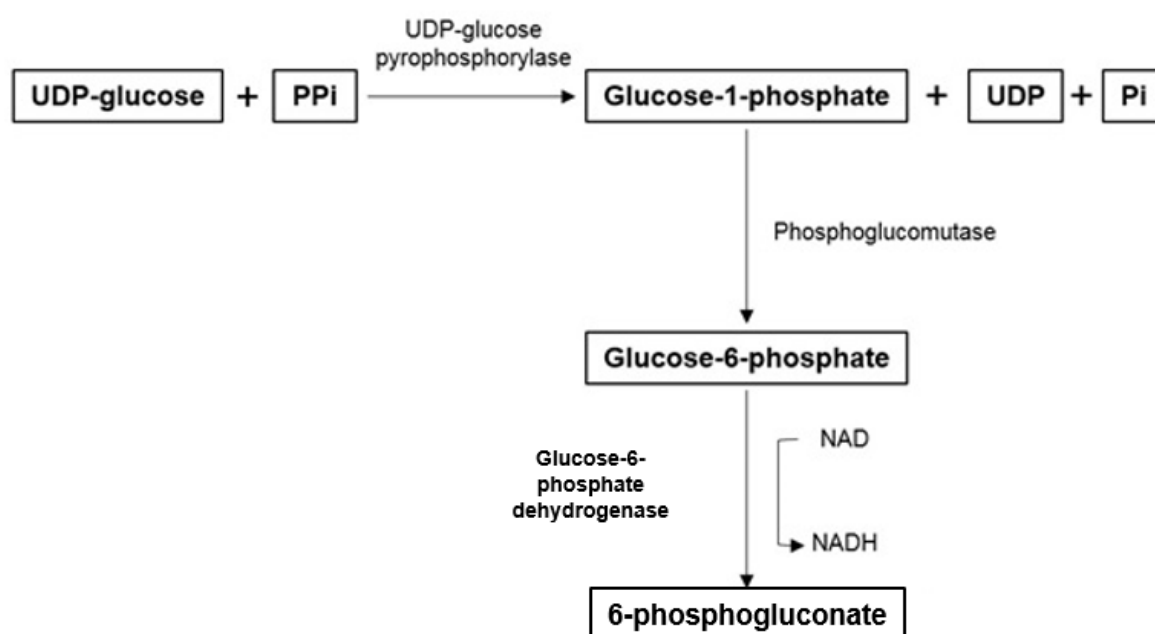 UDP-glucose
pyrophosphorylase
UDP-glucose + PPi Glucose-1-phosphate + UDP + Pi
Phosphoglucomutase
Glucose-6-phosphate
NAD
Glucose-6-
phosphate
dehydrogenase
NADH
6-phosphogluconate